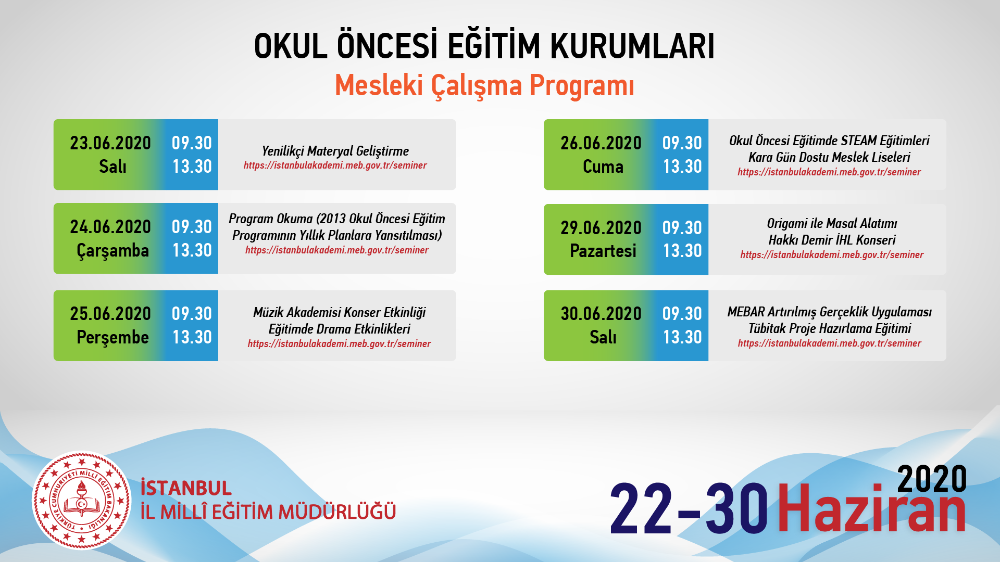 OKUL ÖNCESİ EĞİTİM KURUMLARI
Mesleki Çalışma Programı
23.06.2020
Salı
09.30
13.30
Yenilikçi Materyal Geliştirme
https://istanbulakademi.meb.gov.tr/seminer
24.06.2020
Çarşamba
09.30
13.30
Program Okuma (2013 Okul Öncesi Eğitim
Programının Yıllık Planlara Yansıtılması)
https://istanbulakademi.meb.gov.tr/seminer
25.06.2020
Perşembe
09.30
13.30
Müzik Akademisi Konser Etkinliği
Eğitimde Drama Etkinlikleri
https://istanbulakademi.meb.gov.tr/seminer
26.06.2020
Cuma
09.30
13.30
Okul Öncesi Eğitimde STEAM Eğitimleri
Kara Gün Dostu Meslek Liseleri
https://istanbulakademi.meb.gov.tr/seminer
29.06.2020
Pazartesi
09.30
13.30
Origami ile Masal Alatımı
Hakkı Demir İHL Konseri
https://istanbulakademi.meb.gov.tr/seminer
30.06.2020
Salı
09.30
13.30
MEBAR Artırılmış Gerçeklik Uygulaması
Tübitak Proje Hazırlama Eğitimi
https://istanbulakademi.meb.gov.tr/seminer
TÜRKİYE CUMHURİYETİ MİLLÎ EĞİTİM BAKANLIĞI
İSTANBUL
İL MİLLÎ EĞİTİM MÜDÜRLÜĞÜ
2020
22-30 Haziran